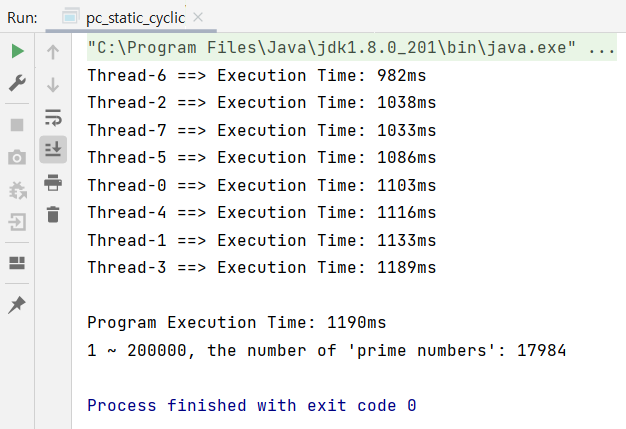 Run: pc_static_cyclic
"C:\Program Files\Java\jdk1.8.0_201\bin\java.exe" ...
Thread-6 ==> Execution Time: 982ms
Thread-2 ==> Execution Time: 1038ms
Thread-7 ==> Execution Time: 1033ms
Thread-5 ==> Execution Time: 1086ms
Thread-0 ==> Execution Time: 1103ms
Thread-4 ==> Execution Time: 1116ms
Thread-1 ==> Execution Time: 1133ms
Thread-3 ==> Execution Time: 1189ms
Program Execution Time: 1190ms
1 ~ 200000, the number of 'prime numbers': 17984
Process finished with exit code 0